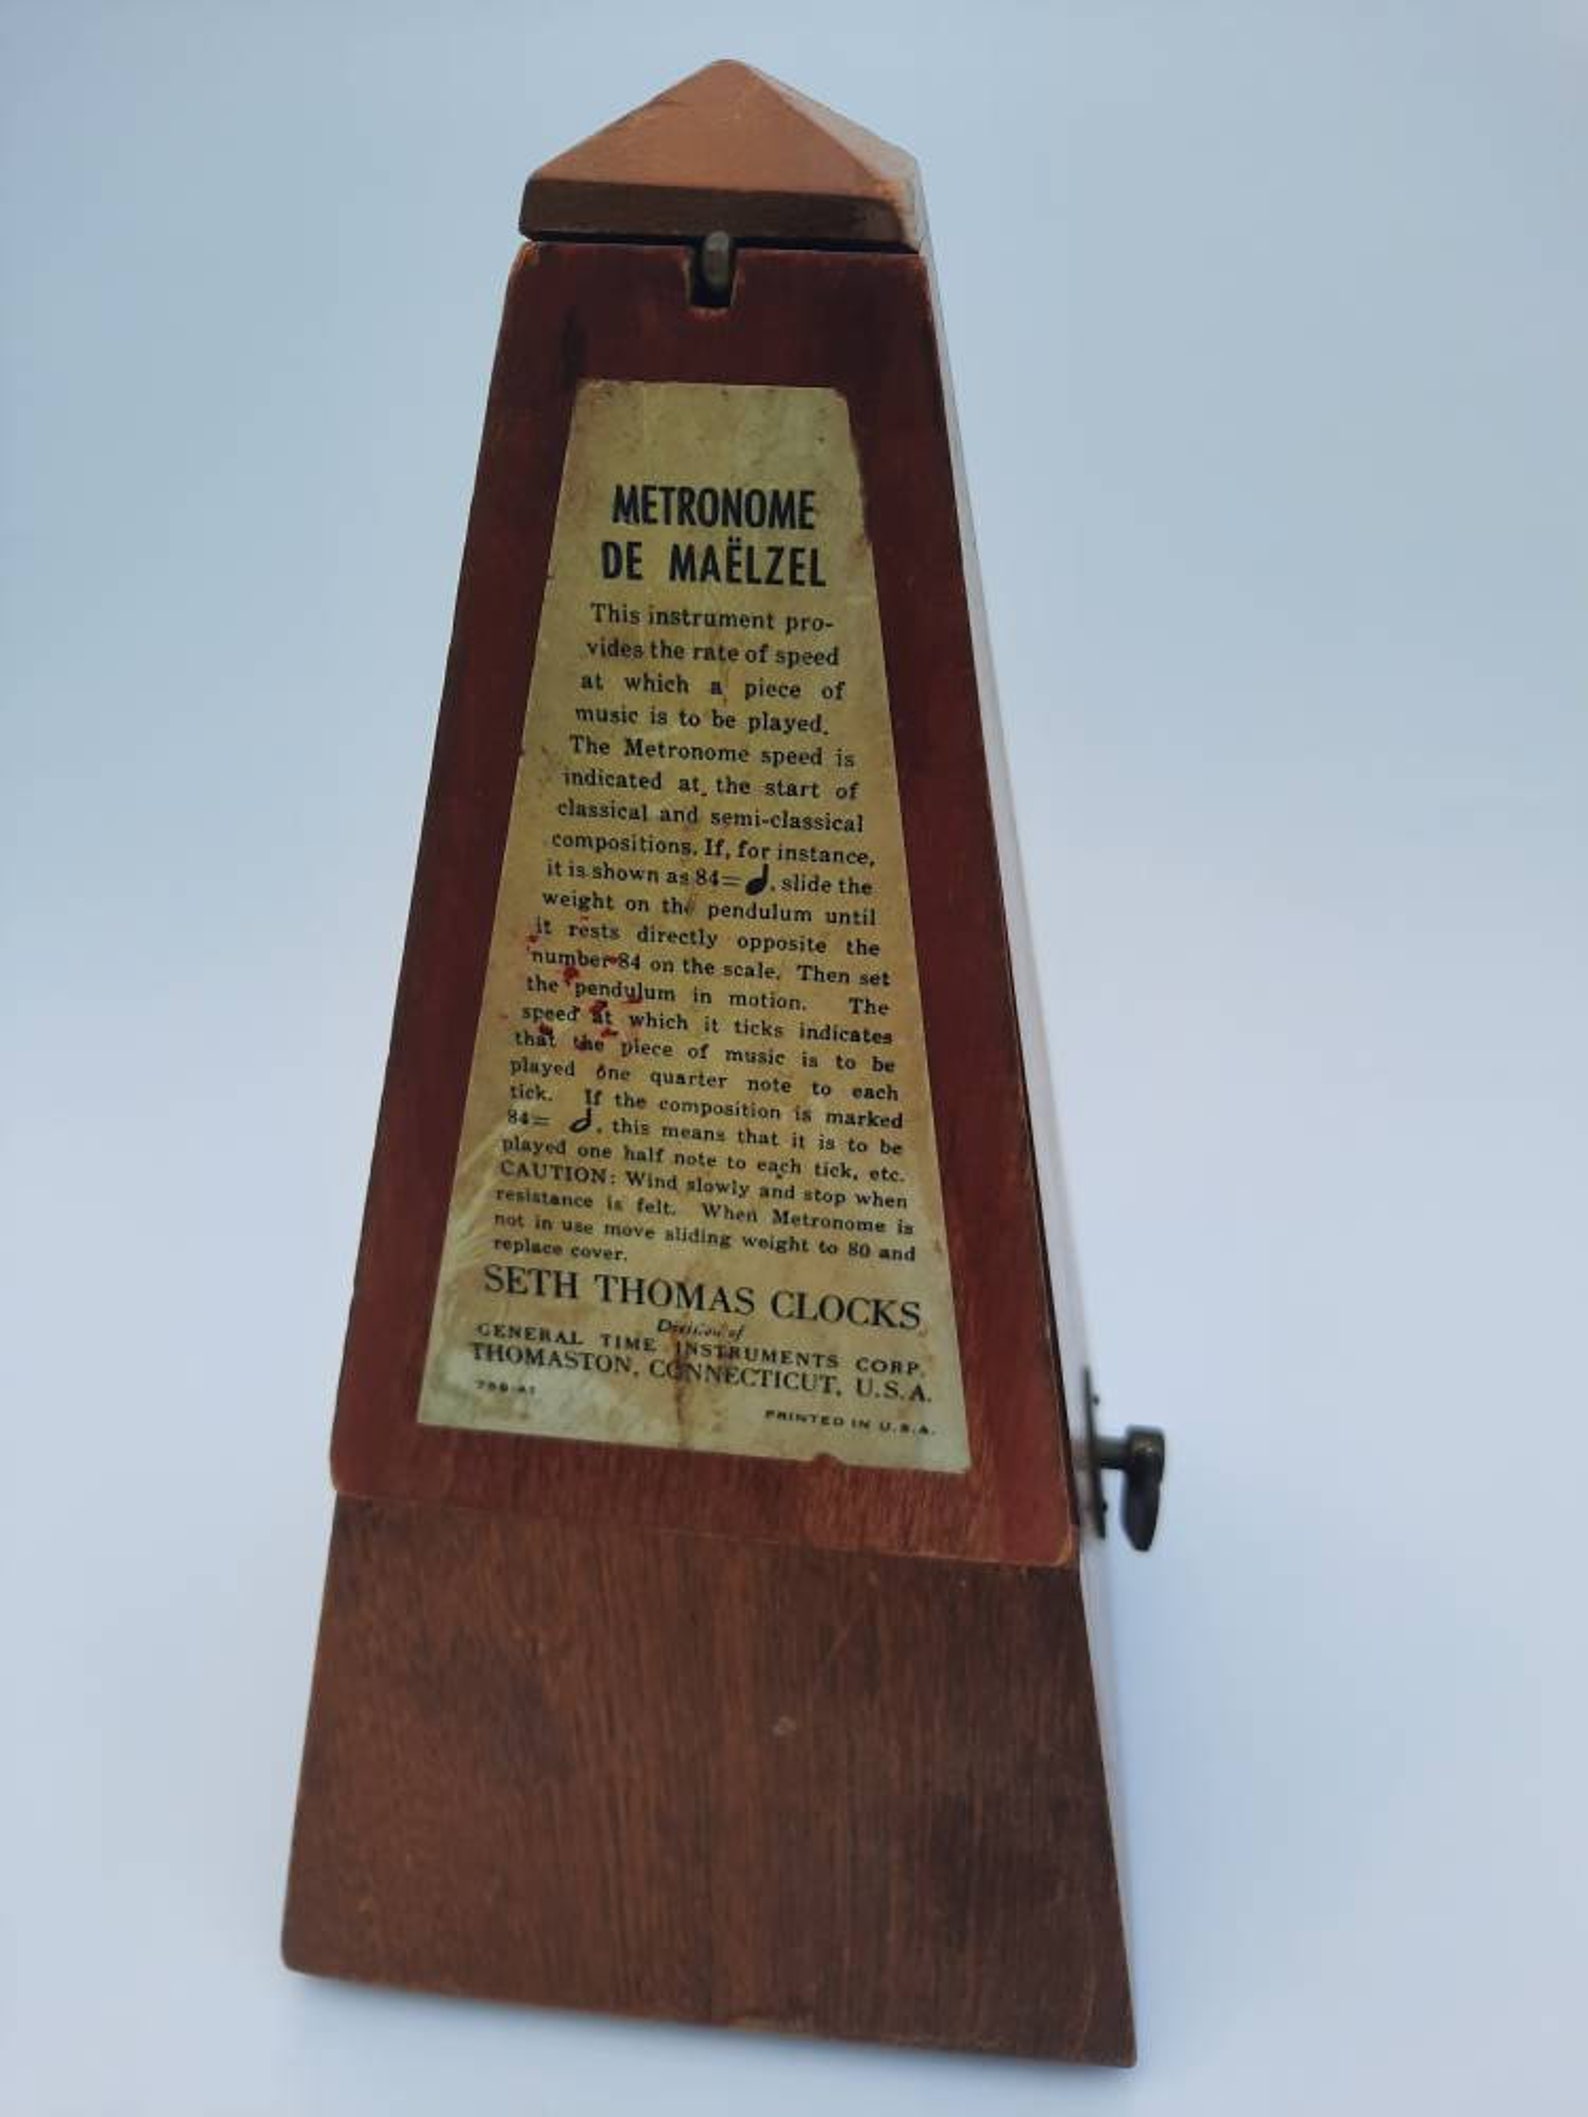 METRONOME
DE MAËLZEL
This instrument pro-
vides the rate of speed
at which a piece of
music is to be played.
The Metronome speed is
indicated at the start of
classical and semi-classical
compositions. If, for instance,
it is shown as 84=♩, slide the
weight on the pendulum until
it rests directly opposite the
number 84 on the scale. Then set
the pendulum in motion. The
speed at which it ticks indicates
that the piece of music is to be
played one quarter note to each
tick. If the composition is marked
84= 𝅗𝅥, this means that it is to be
played one half note to each tick, etc.
CAUTION: Wind slowly and stop when
resistance is felt. When Metronome is
not in use move sliding weight to 80 and
replace cover.
SETH THOMAS CLOCKS
Division of
GENERAL TIME INSTRUMENTS CORP.
THOMASTON, CONNECTICUT, U.S.A.
PRINTED IN U.S.A.